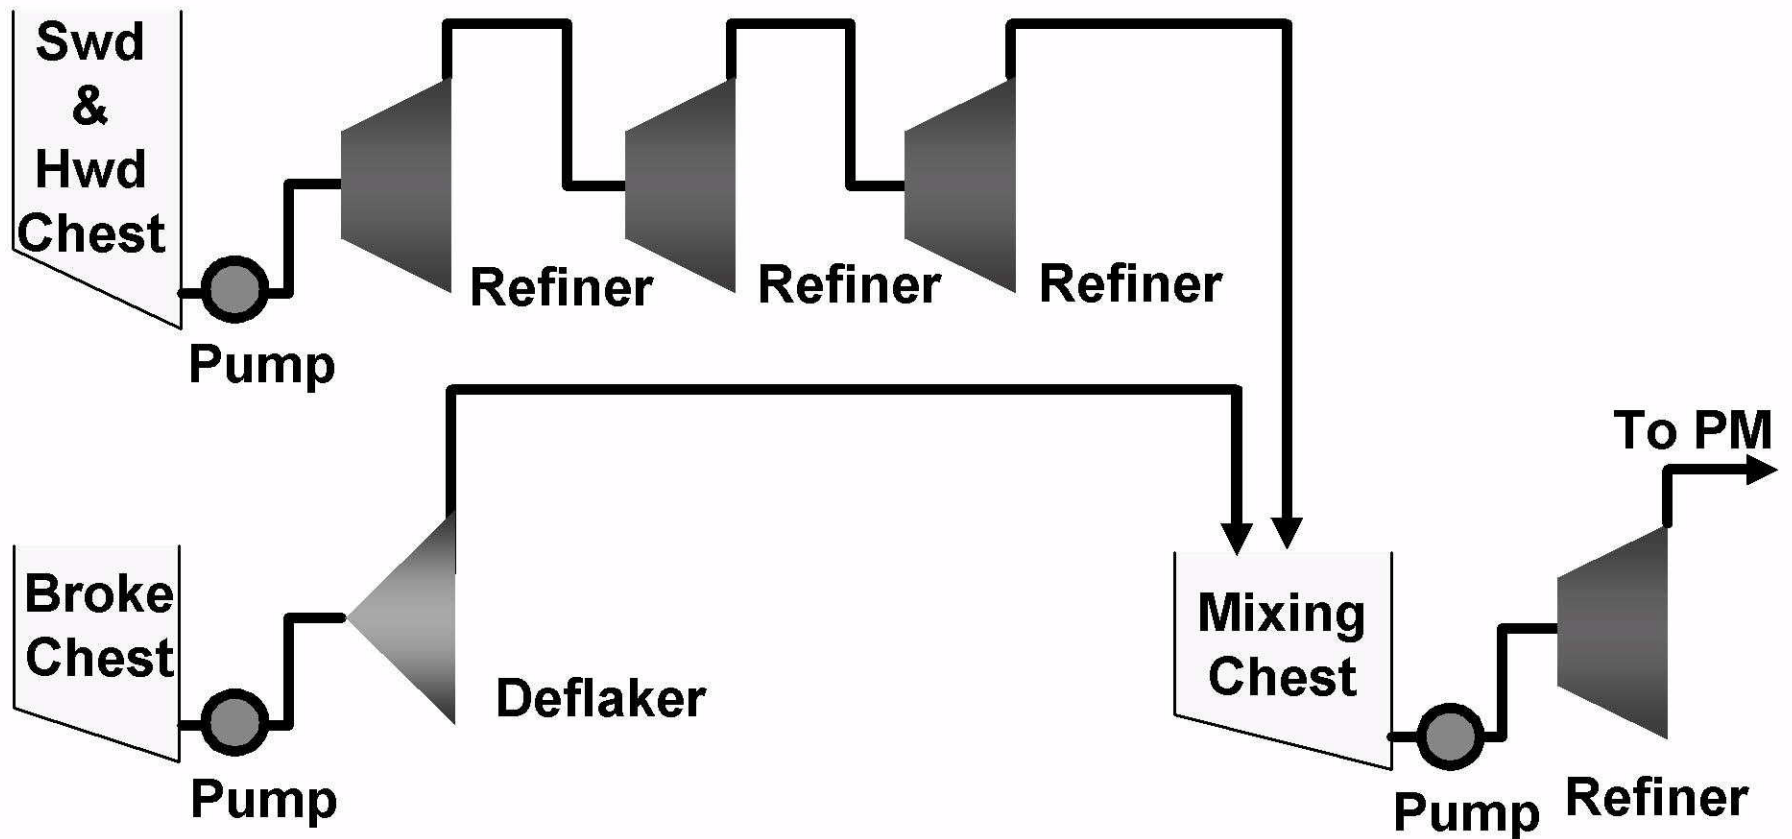 Swd
&
Hwd
Chest
Refiner
Refiner
Refiner
Pump
To PM
Broke
Chest
Mixing
Chest
Deflaker
Pump
Pump
Refiner